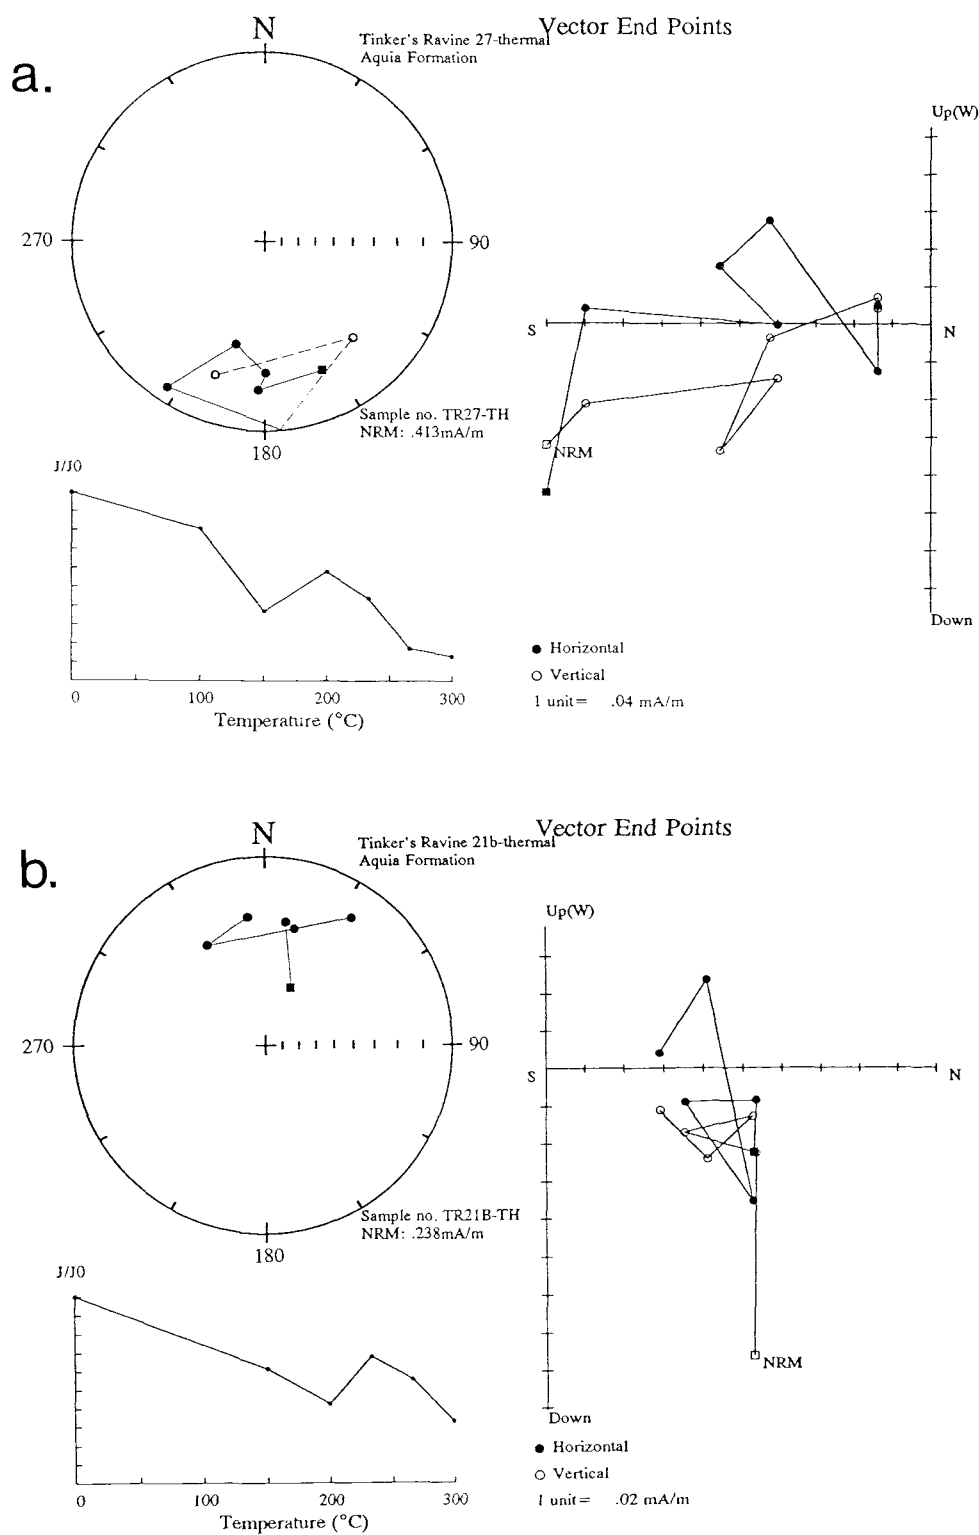 a.
N
Tinker's Ravine 27-thermal
Aquia Formation
270
90
180
Sample no. TR27-TH
NRM: .413mA/m
Vector End Points
Up(W)
S
N
NRM
Down
J/J0
0 100 200 300
Temperature (°C)
● Horizontal
○ Vertical
1 unit= .04 mA/m
b.
N
Tinker's Ravine 21b-thermal
Aquia Formation
270
90
180
Sample no. TR21B-TH
NRM: .238mA/m
Vector End Points
Up(W)
S
N
NRM
Down
J/J0
0 100 200 300
Temperature (°C)
● Horizontal
○ Vertical
1 unit= .02 mA/m